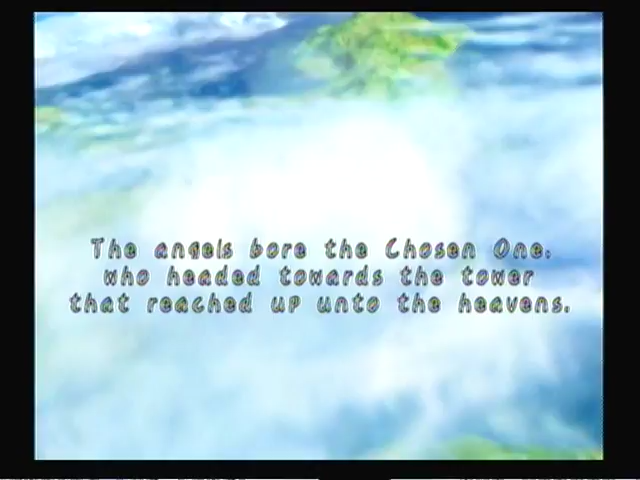 The angels bore the Chosen One,
who headed towards the tower
that reached up unto the heavens.